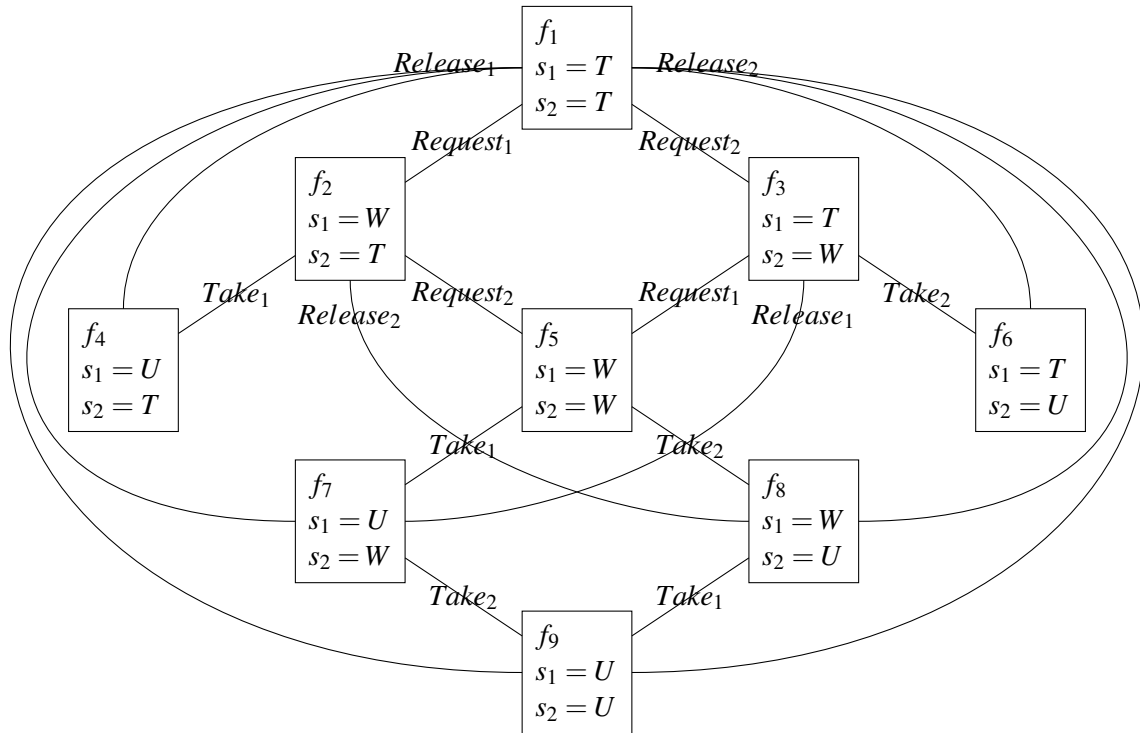 f₁
s₁ = T
s₂ = T
Release₁
Release₂
Request₁
Request₂
f₂
s₁ = W
s₂ = T
f₃
s₁ = T
s₂ = W
Take₁
Request₂
Request₁
Take₂
Release₂
Release₁
f₄
s₁ = U
s₂ = T
f₅
s₁ = W
s₂ = W
f₆
s₁ = T
s₂ = U
Take₁
Take₂
f₇
s₁ = U
s₂ = W
f₈
s₁ = W
s₂ = U
Take₂
Take₁
f₉
s₁ = U
s₂ = U